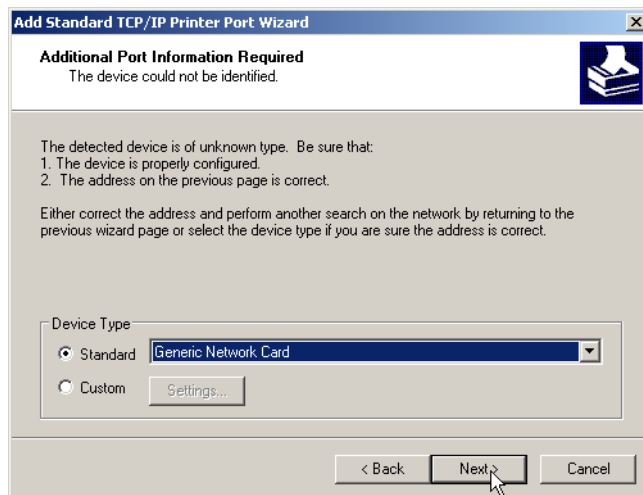 Add Standard TCP/IP Printer Port Wizard
Additional Port Information Required
The device could not be identified.
The detected device is of unknown type.  Be sure that:
1. The device is properly configured.
2.  The address on the previous page is correct.
Either correct the address and perform another search on the network by returning to the
previous wizard page or select the device type if you are sure the address is correct.
Device Type
Standard
Generic Network Card
Custom
Settings...
< Back
Next >
Cancel